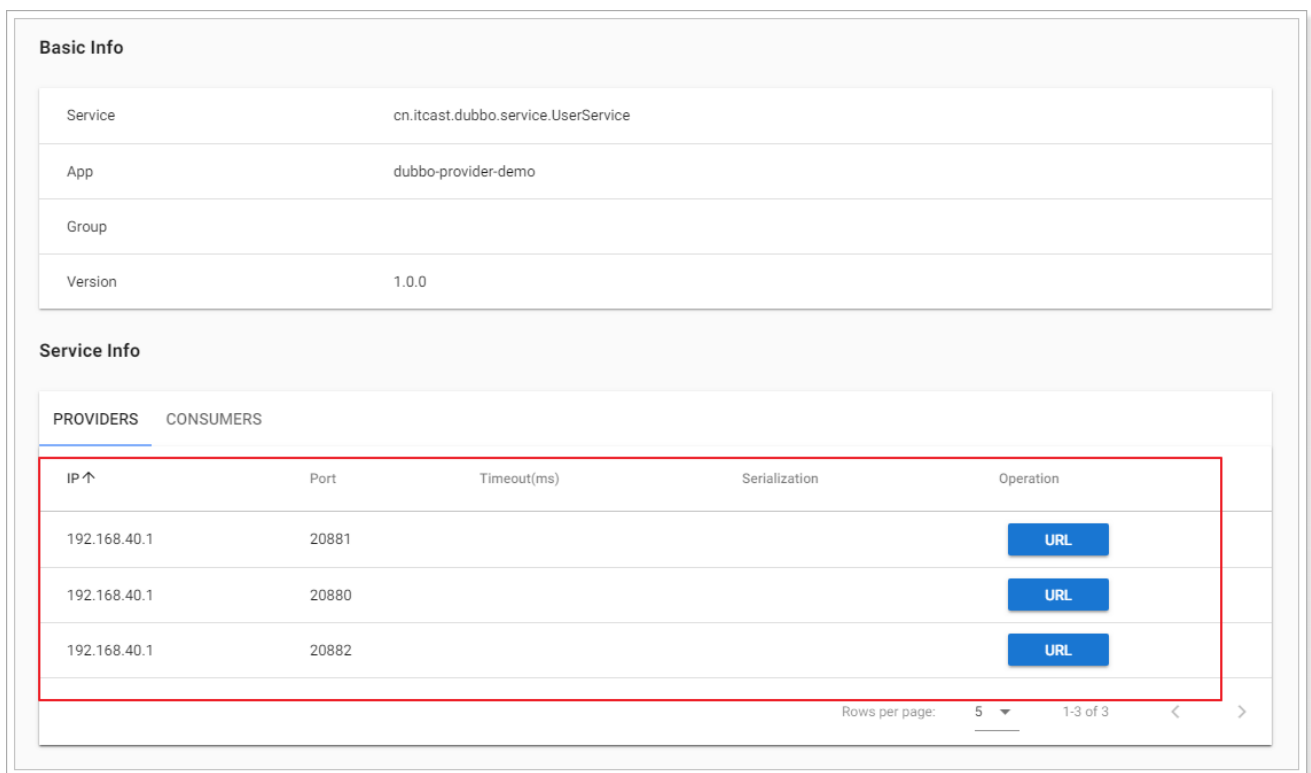 Basic Info
Service cn.itcast.dubbo.service.UserService
App dubbo-provider-demo
Group
Version 1.0.0
Service Info
PROVIDERS CONSUMERS
IP Port Timeout(ms) Serialization Operation
192.168.40.1 20881 URL
192.168.40.1 20880 URL
192.168.40.1 20882 URL
Rows per page: 5 1-3 of 3